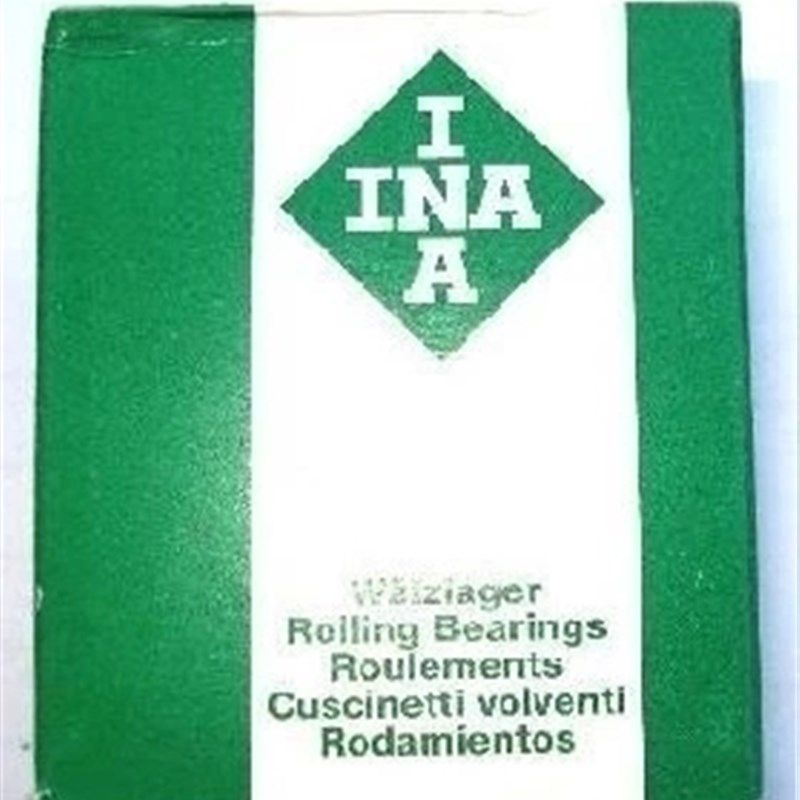 I
INA
A
Wälzlager
Rolling Bearings
Roulements
Cuscinetti volventi
Rodamientos